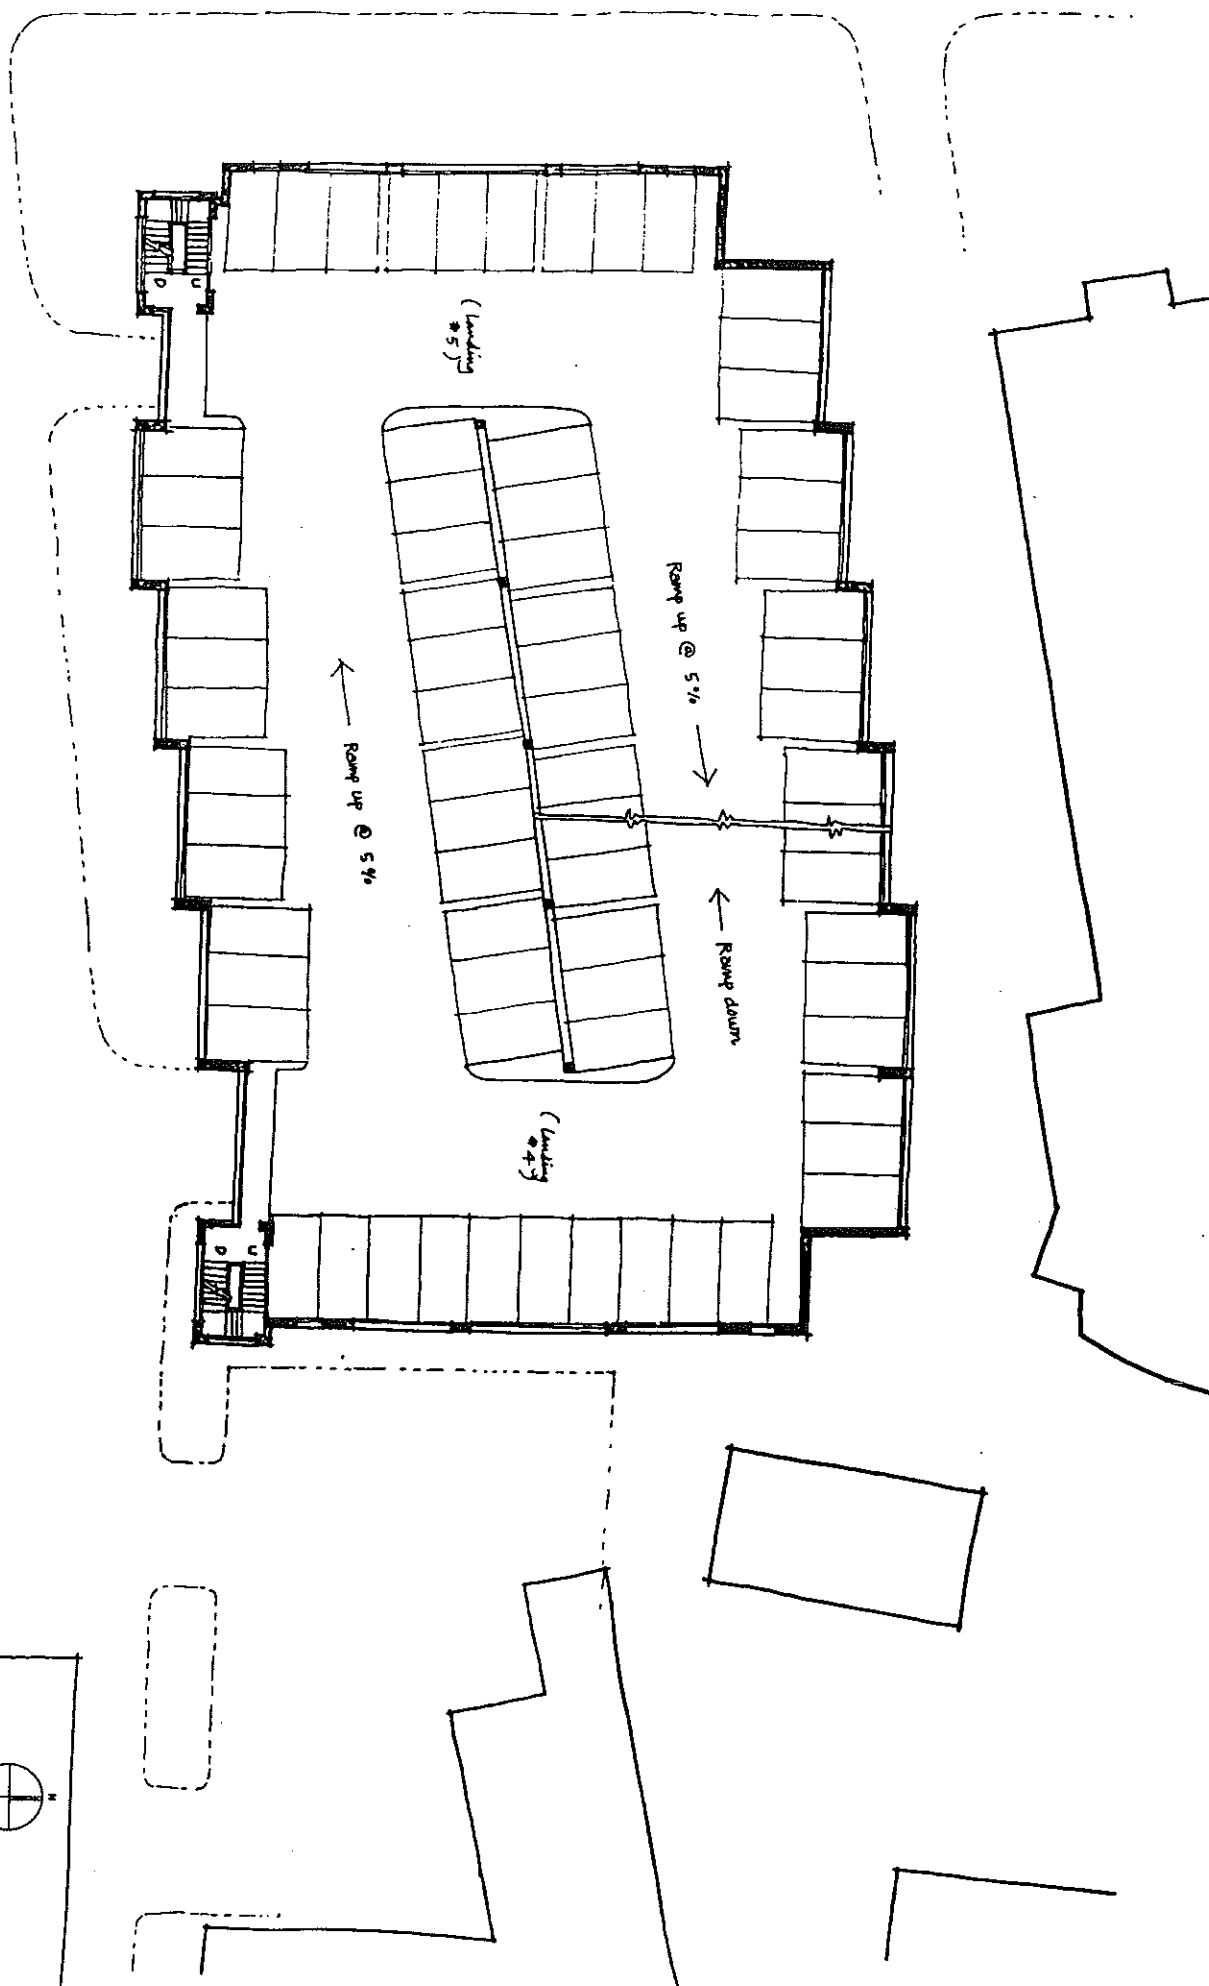 D U
(Landing
#5)
Ramp up @ 5%
Ramp up @ 5%
Ramp down
(Landing
#4)
D U
N